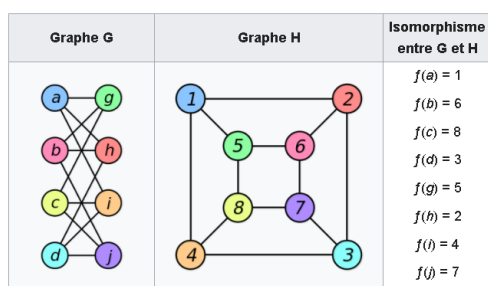 Graphe G
Graphe H
Isomorphisme
entre G et H
a
g
b
h
c
i
d
j
1
2
5
6
8
7
4
3
ƒ(a) = 1
ƒ(b) = 6
ƒ(c) = 8
ƒ(d) = 3
ƒ(g) = 5
ƒ(h) = 2
ƒ(i) = 4
ƒ(j) = 7